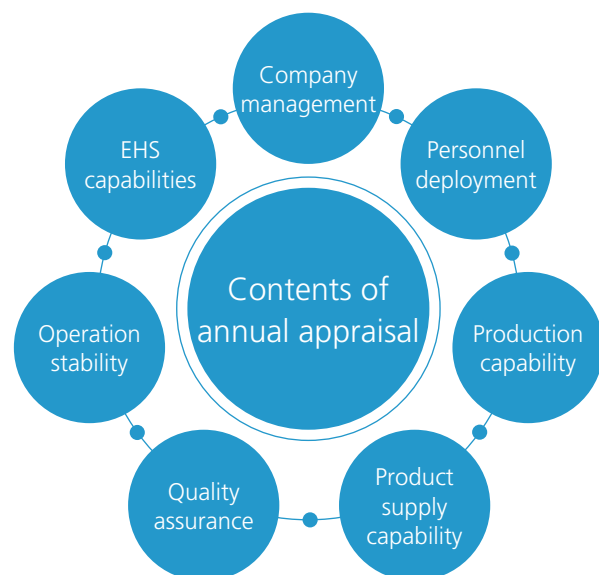 Company
management
Personnel
deployment
Production
capability
Product
supply
capability
Quality
assurance
Operation
stability
EHS
capabilities
Contents of
annual appraisal